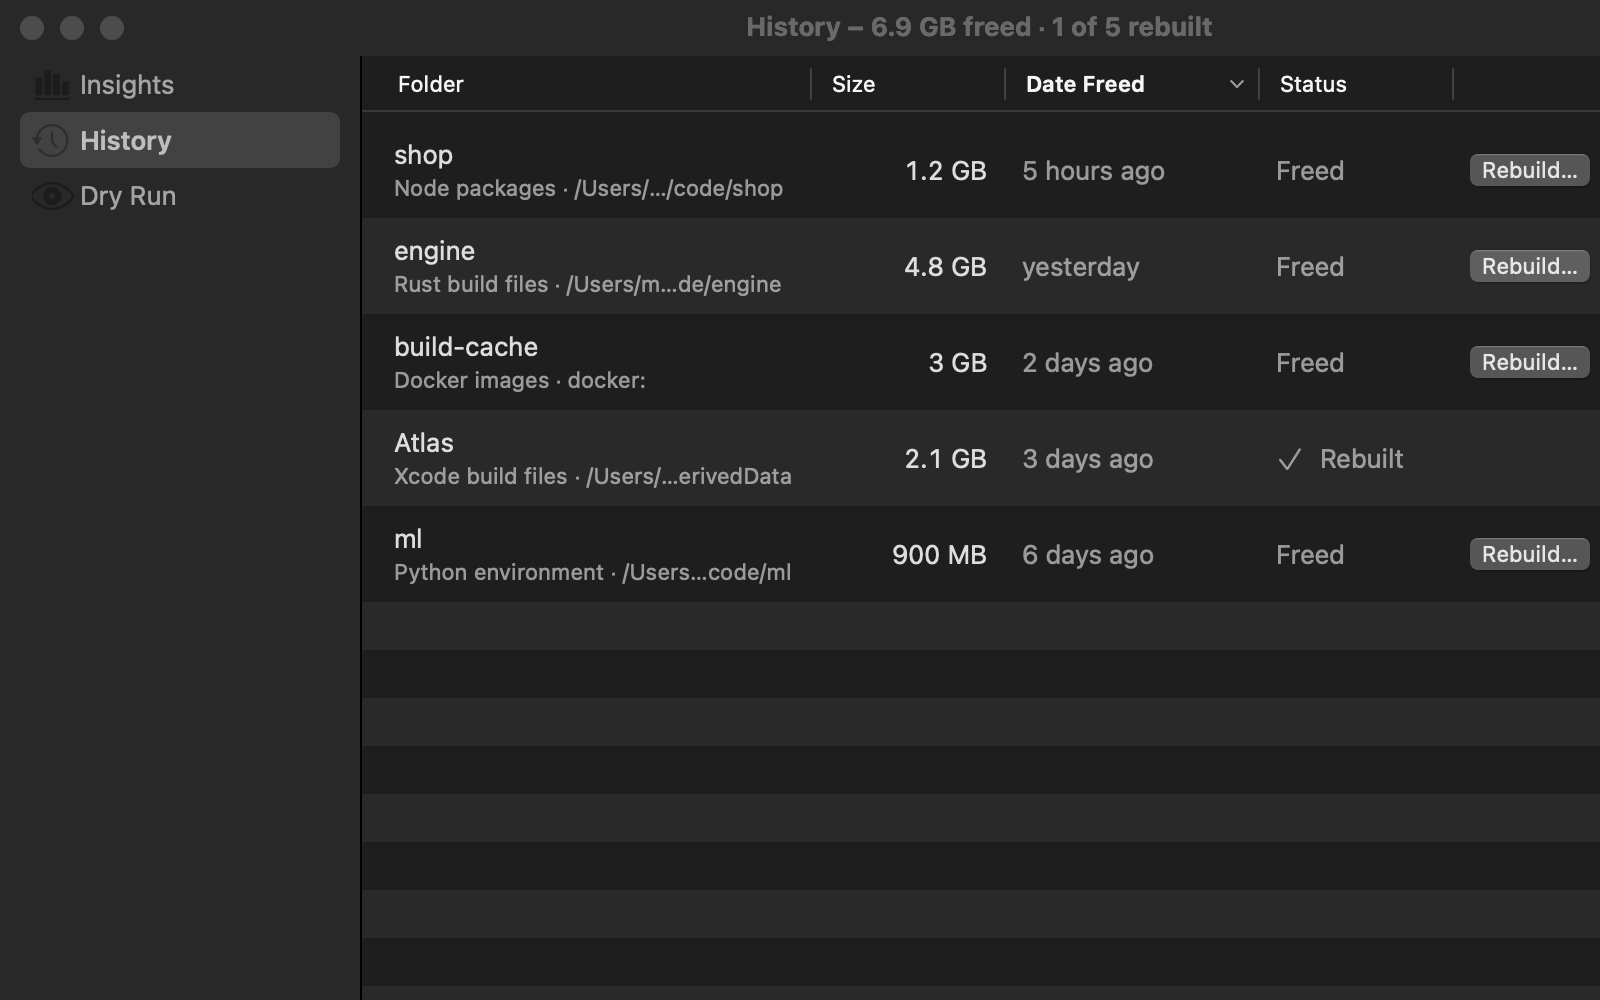 History – 6.9 GB freed · 1 of 5 rebuilt
Insights
History
Dry Run
Folder
Size
Date Freed
Status
shop
Node packages · /Users/.../code/shop
1.2 GB
5 hours ago
Freed
Rebuild...
engine
Rust build files · /Users/m...de/engine
4.8 GB
yesterday
Freed
Rebuild...
build-cache
Docker images · docker:
3 GB
2 days ago
Freed
Rebuild...
Atlas
Xcode build files · /Users/...erivedData
2.1 GB
3 days ago
✓ Rebuilt
ml
Python environment · /Users...code/ml
900 MB
6 days ago
Freed
Rebuild...